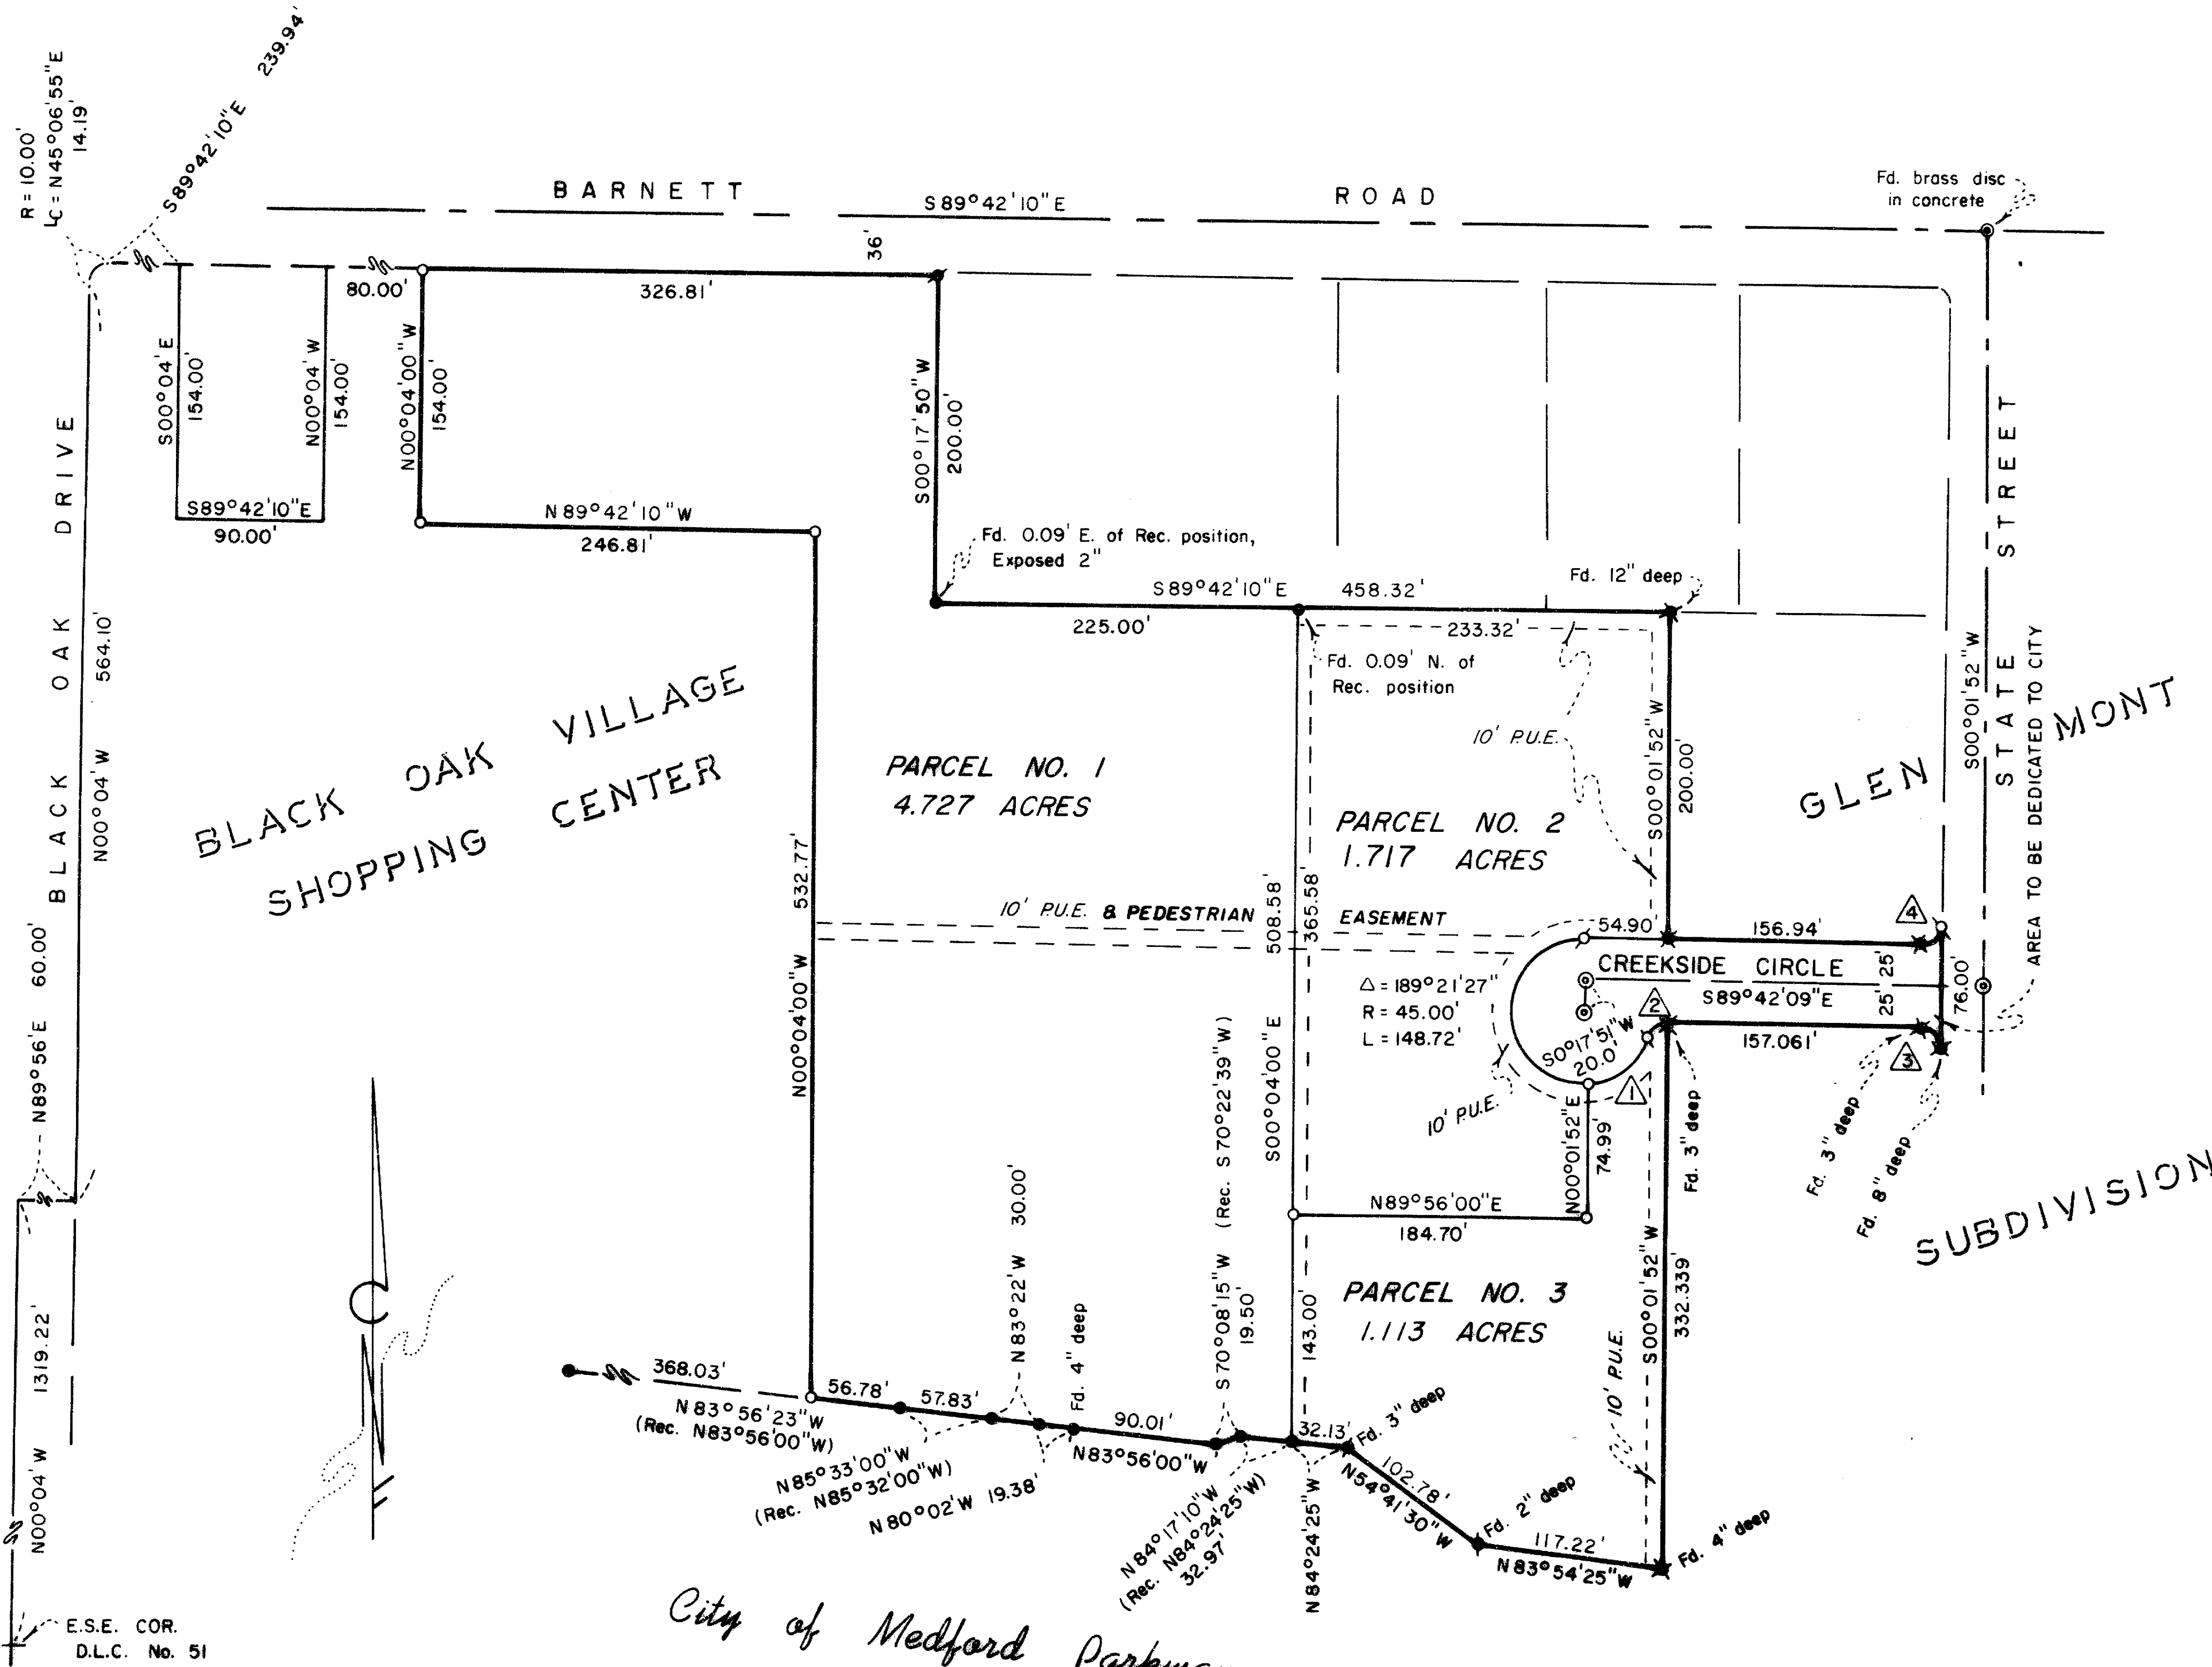 R = 10.00'
LC = N45°06'55"E
14.19'
S89°42'10"E 239.94'
BARNETT ROAD
S89°42'10"E
Fd. brass disc
in concrete
36'
80.00'
326.81'
S00°04'E
154.00'
N00°04'W
154.00'
N00°04'00"W
154.00'
S00°17'50"W
200.00'
S89°42'10"E
90.00'
N89°42'10"W
246.81'
Fd. 0.09' E. of Rec. position,
Exposed 2"
S89°42'10"E 458.32'
Fd. 12" deep
225.00'
233.32'
Fd. 0.09' N. of
Rec. position
BLACK OAK DRIVE
N00°04'W 564.10'
BLACK OAK VILLAGE
SHOPPING CENTER
PARCEL NO. 1
4.727 ACRES
PARCEL NO. 2
1.717 ACRES
10' P.U.E.
S00°01'52"W
200.00'
STATE STREET
S00°01'52"W
AREA TO BE DEDICATED TO CITY
GLEN MONT
SUBDIVISION
532.77'
N00°04'00"W
10' P.U.E. & PEDESTRIAN EASEMENT
508.58'
365.58'
S00°04'00"E
54.90'
156.94'
4
CREEKSIDE CIRCLE
25' 25'
S89°42'09"E
76.00'
Δ = 189°21'27"
R = 45.00'
L = 148.72'
S0°17'51"W
20.0'
2
157.061'
3
1
10' P.U.E.
N00°01'52"E
74.99'
Fd. 3" deep
Fd. 3" deep
Fd. 8" deep
N89°56'00"E
184.70'
N89°56'E 60.00'
N00°04'W 1319.22'
PARCEL NO. 3
1.113 ACRES
143.00'
S00°01'52"W
332.339'
10' P.U.E.
368.03'
N83°56'23"W
(Rec. N83°56'00"W)
56.78'
57.83'
N85°33'00"W
(Rec. N85°32'00"W)
N83°22'W 30.00'
N80°02'W 19.38'
Fd. 4" deep
90.01'
N83°56'00"W
S70°08'15"W (Rec. S70°22'39"W)
19.50'
N84°17'10"W
(Rec. N84°24'25"W)
32.97'
32.13'
N84°24'25"W
Fd. 3" deep
102.78'
N54°41'30"W
Fd. 2" deep
117.22'
N83°54'25"W
Fd. 4" deep
E.S.E. COR.
D.L.C. No. 51
City of Medford